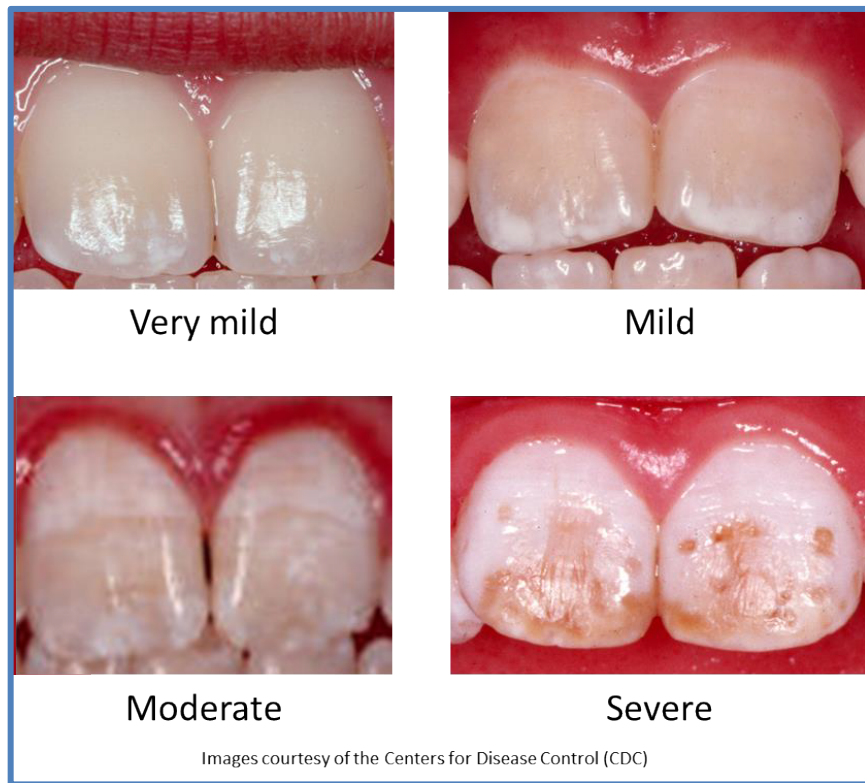 Very mild
Mild
Moderate
Severe
Images courtesy of the Centers for Disease Control (CDC)